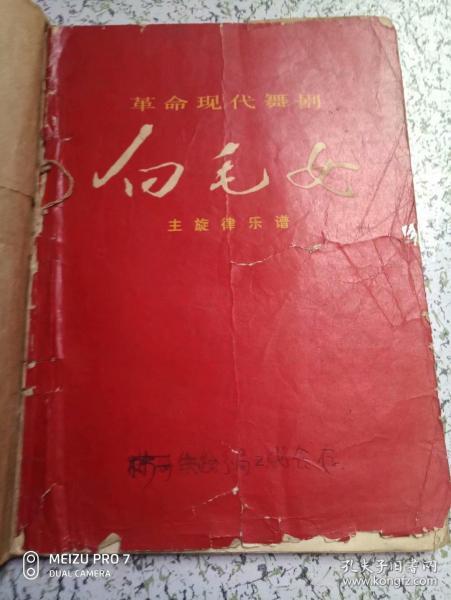 革命现代舞剧
白毛女
主旋律乐谱
MEIZU PRO 7
DUAL CAMERA
孔夫子旧书网
www.kongfz.com